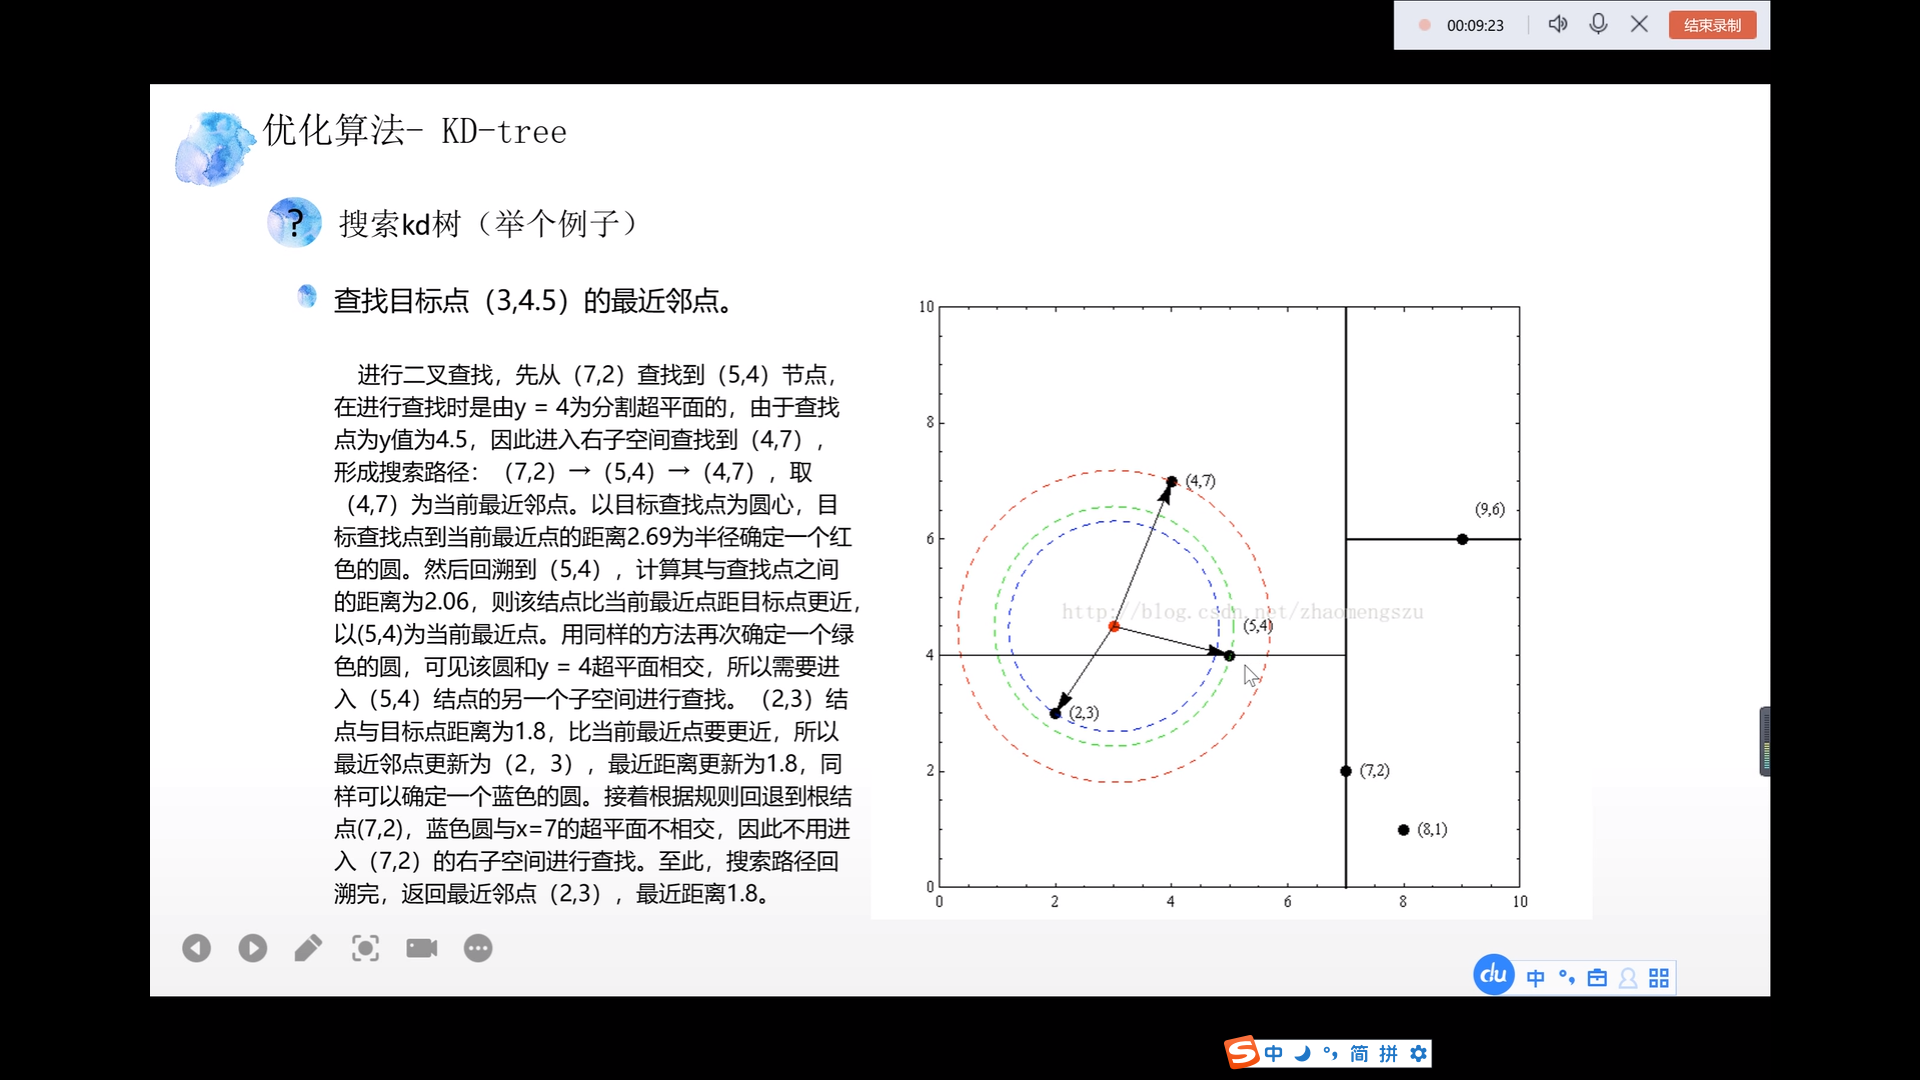 00:09:23
结束录制
优化算法- KD-tree
?
搜索kd树（举个例子）
查找目标点（3,4.5）的最近邻点。
进行二叉查找，先从（7,2）查找到（5,4）节点，
在进行查找时是由y = 4为分割超平面的，由于查找
点为y值为4.5，因此进入右子空间查找到（4,7），
形成搜索路径：（7,2）→（5,4）→（4,7），取
（4,7）为当前最近邻点。以目标查找点为圆心，目
标查找点到当前最近点的距离2.69为半径确定一个红
色的圆。然后回溯到（5,4），计算其与查找点之间
的距离为2.06，则该结点比当前最近点距目标点更近，
以(5,4)为当前最近点。用同样的方法再次确定一个绿
色的圆，可见该圆和y = 4超平面相交，所以需要进
入（5,4）结点的另一个子空间进行查找。（2,3）结
点与目标点距离为1.8，比当前最近点要更近，所以
最近邻点更新为（2，3），最近距离更新为1.8，同
样可以确定一个蓝色的圆。接着根据规则回退到根结
点(7,2)，蓝色圆与x=7的超平面不相交，因此不用进
入（7,2）的右子空间进行查找。至此，搜索路径回
溯完，返回最近邻点（2,3），最近距离1.8。
10
8
6
4
2
0
0 2 4 6 8 10
(4,7)
(9,6)
http://blog.csdn.net/zhaomengszu
(5,4)
(2,3)
(7,2)
(8,1)
du 中 °,
S 中 °, 简 拼